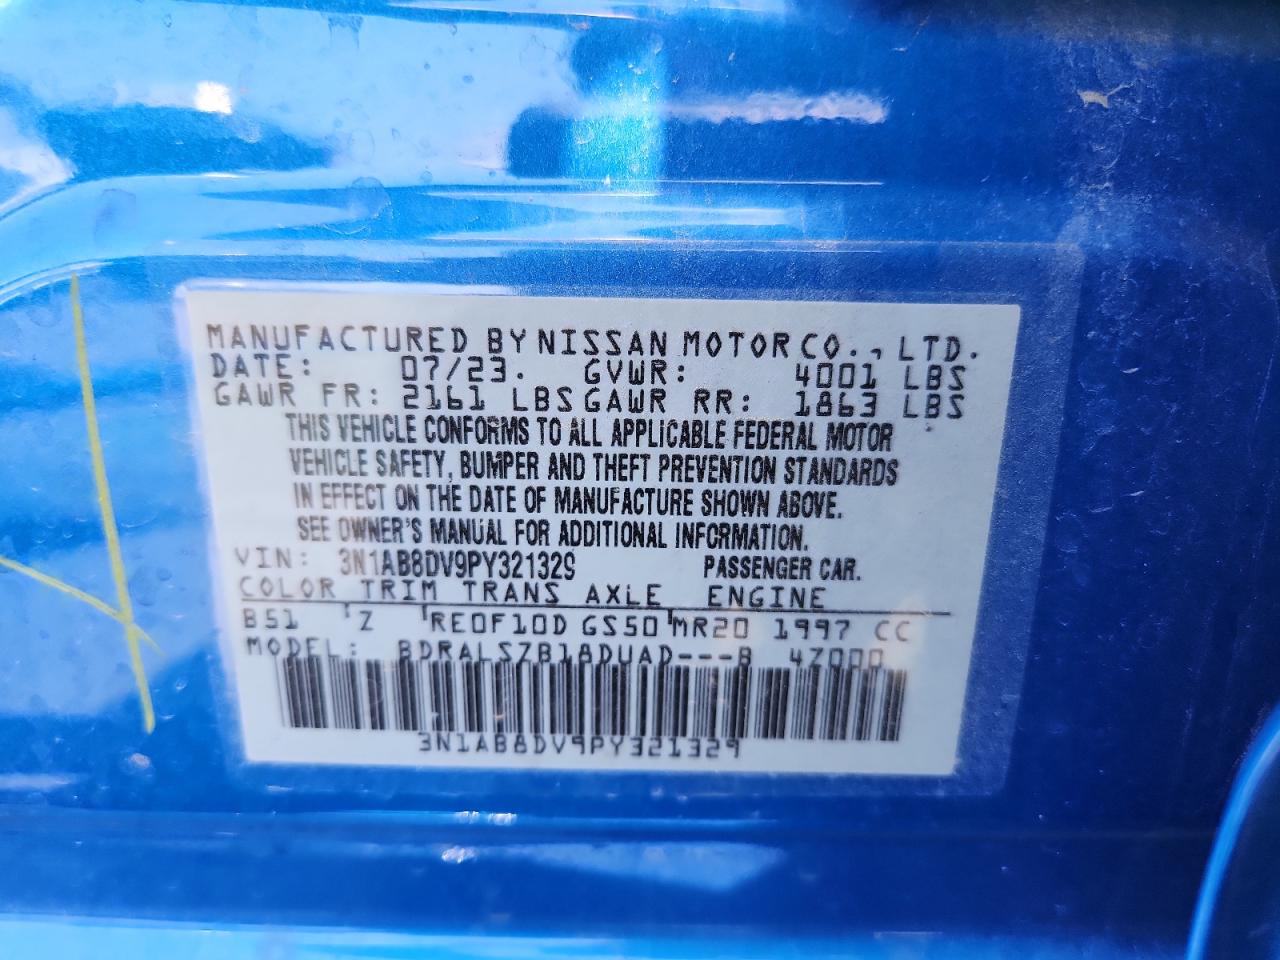 MANUFACTURED BY NISSAN MOTOR CO., LTD.
DATE: 07/23. GVWR: 4001 LBS
GAWR FR: 2161 LBS GAWR RR: 1863 LBS
THIS VEHICLE CONFORMS TO ALL APPLICABLE FEDERAL MOTOR
VEHICLE SAFETY, BUMPER AND THEFT PREVENTION STANDARDS
IN EFFECT ON THE DATE OF MANUFACTURE SHOWN ABOVE.
SEE OWNER'S MANUAL FOR ADDITIONAL INFORMATION.
VIN: 3N1AB8DV9PY321329 PASSENGER CAR.
COLOR TRIM TRANS AXLE ENGINE
B51 Z RE0F10D GS50 MR20 1997 CC
MODEL: BDRALSZB18DUAD---B 4Z000
3N1AB8DV9PY321329